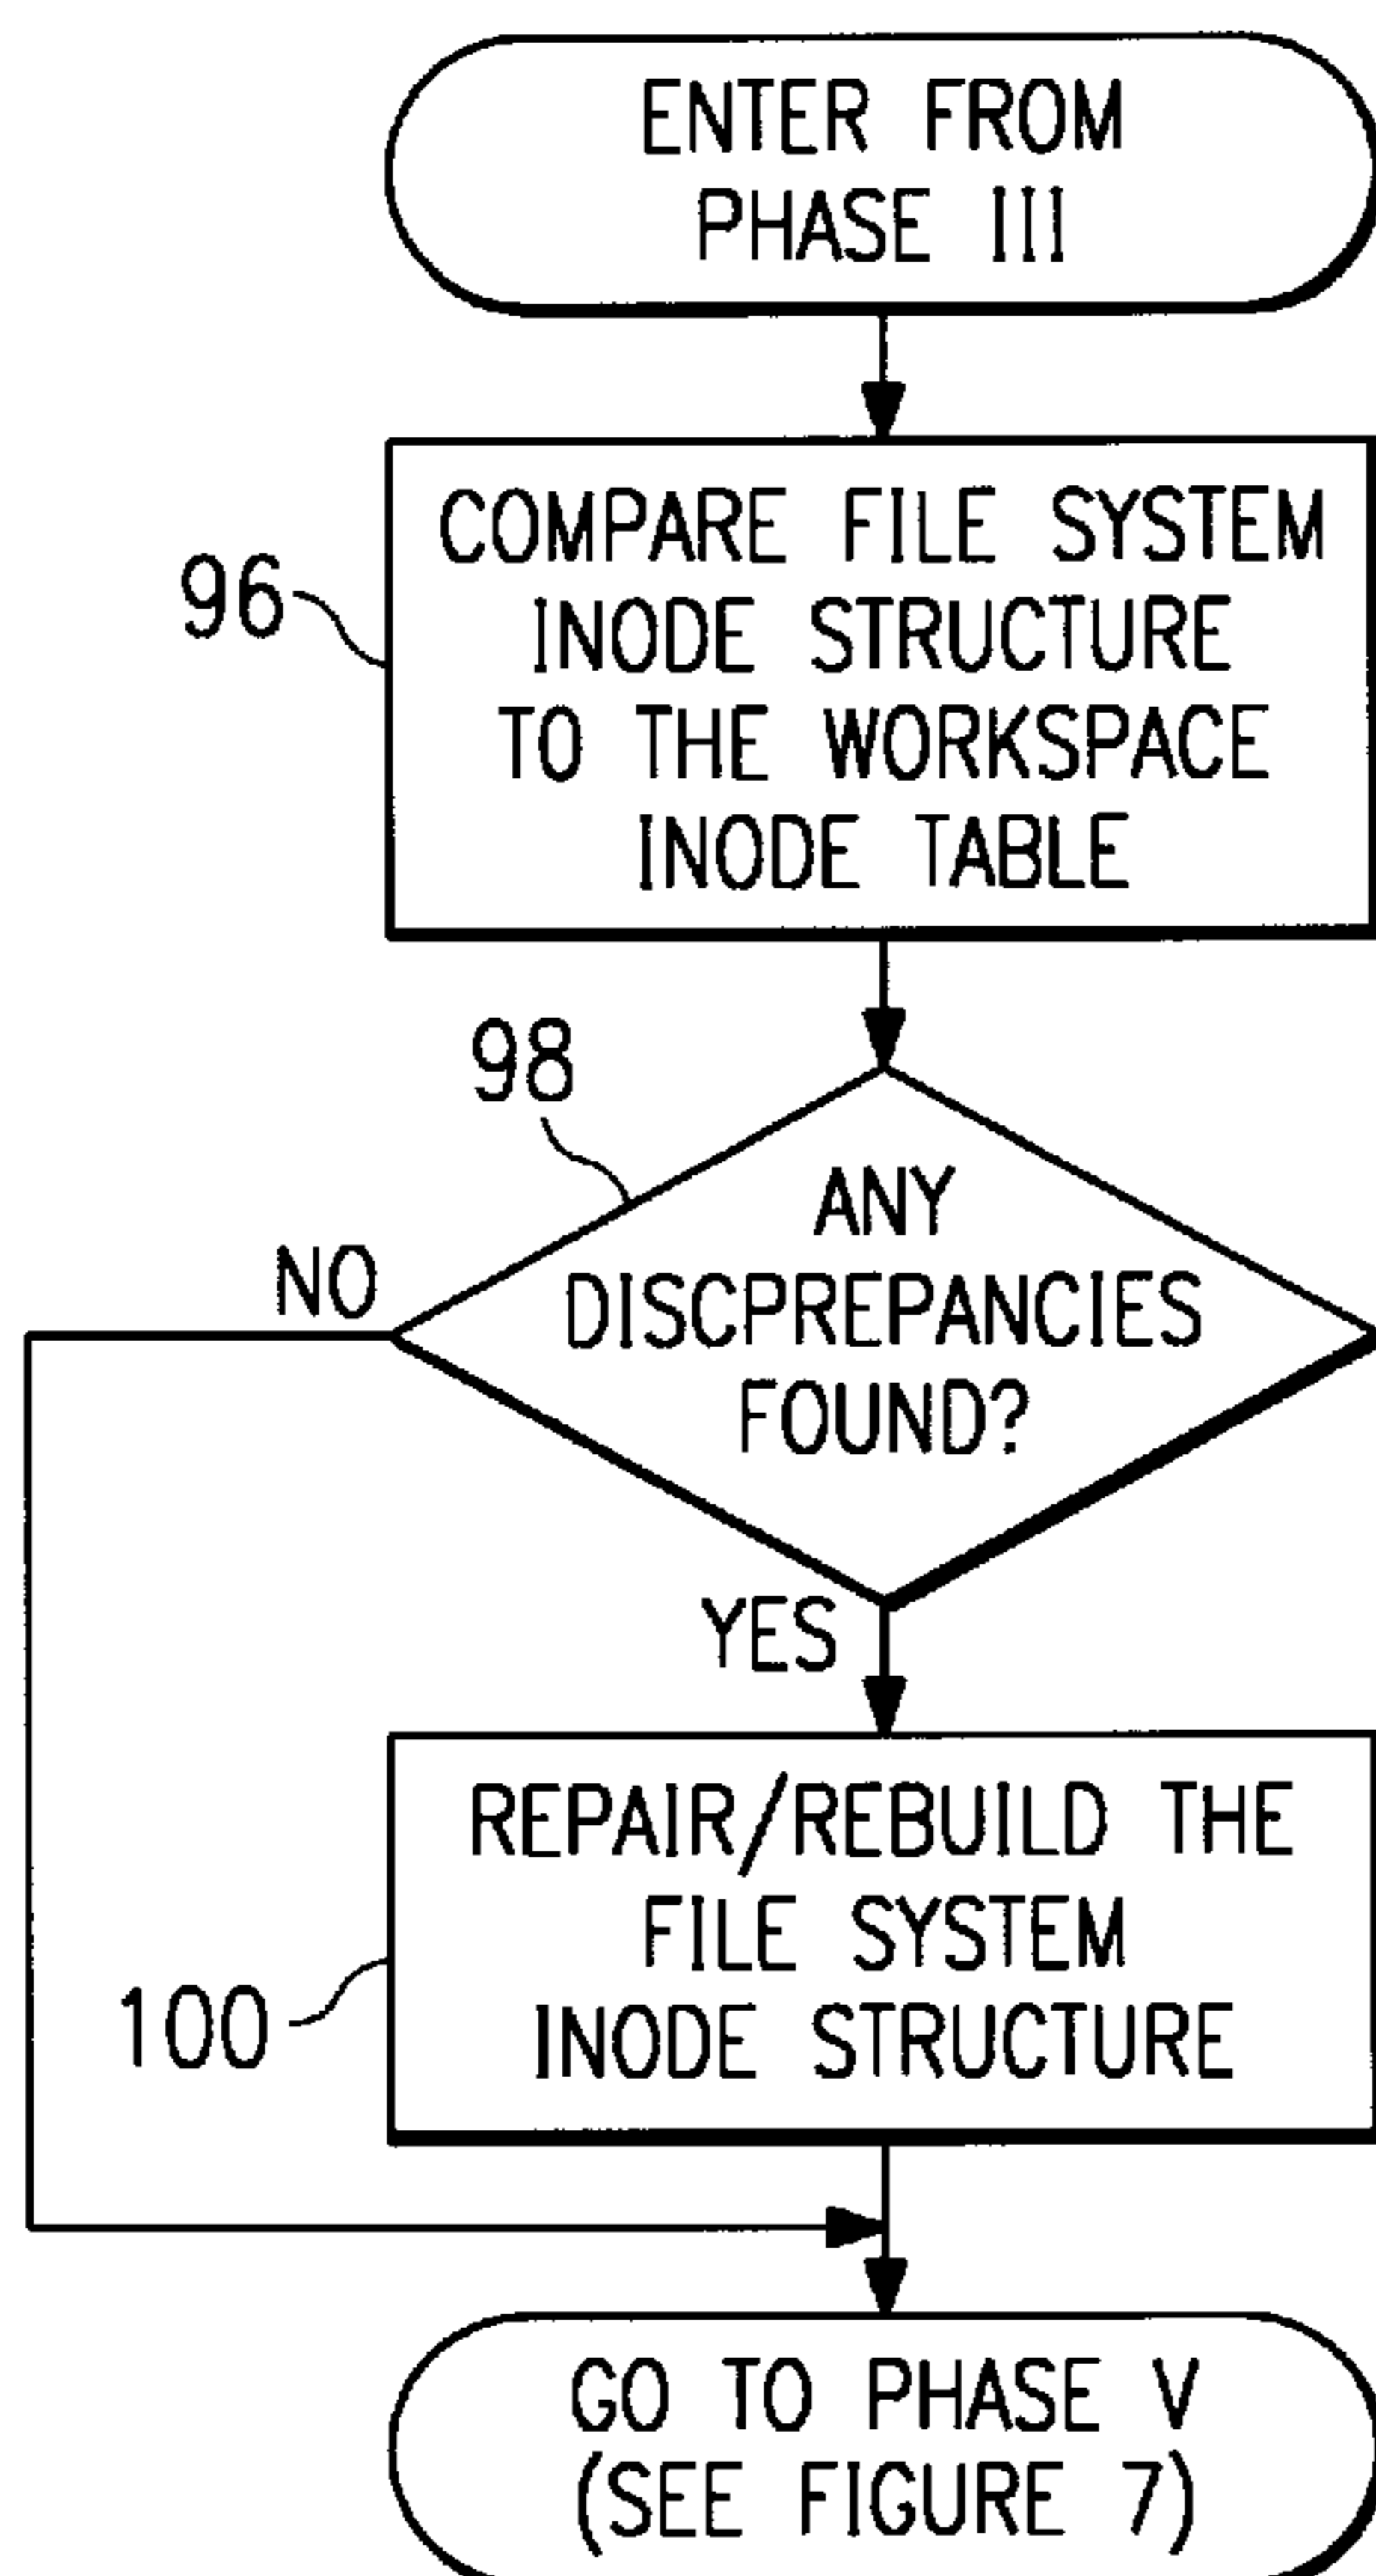 ENTER FROM
PHASE III
COMPARE FILE SYSTEM
INODE STRUCTURE
TO THE WORKSPACE
INODE TABLE
96
98
ANY
DISCPREPANCIES
FOUND?
NO
YES
REPAIR/REBUILD THE
FILE SYSTEM
INODE STRUCTURE
100
GO TO PHASE V
(SEE FIGURE 7)